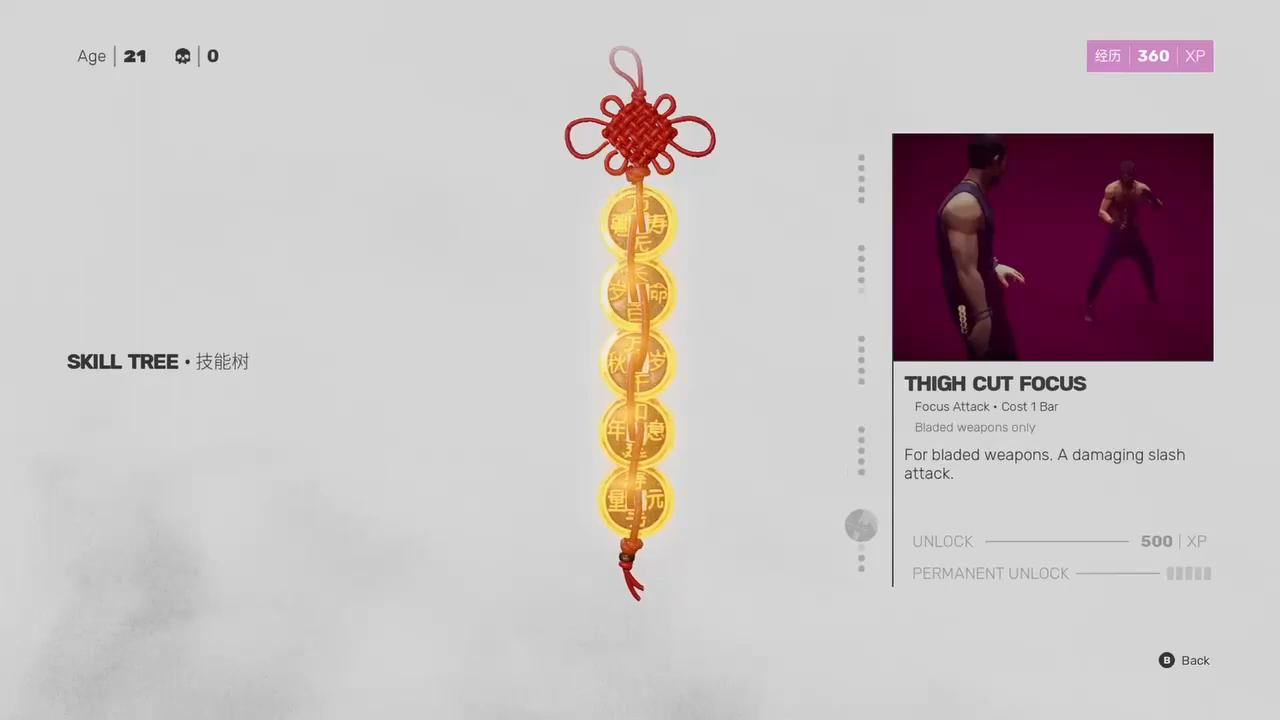 Age 21 0
经历 360 XP
SKILL TREE • 技能树
THIGH CUT FOCUS
Focus Attack • Cost 1 Bar
Bladed weapons only
For bladed weapons. A damaging slash
attack.
UNLOCK 500 XP
PERMANENT UNLOCK
B Back